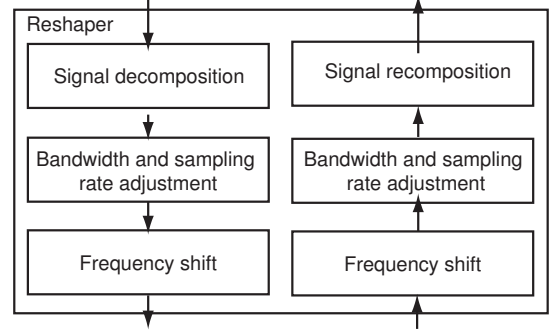 Reshaper
Signal decomposition
Bandwidth and sampling
rate adjustment
Frequency shift
Signal recomposition
Bandwidth and sampling
rate adjustment
Frequency shift